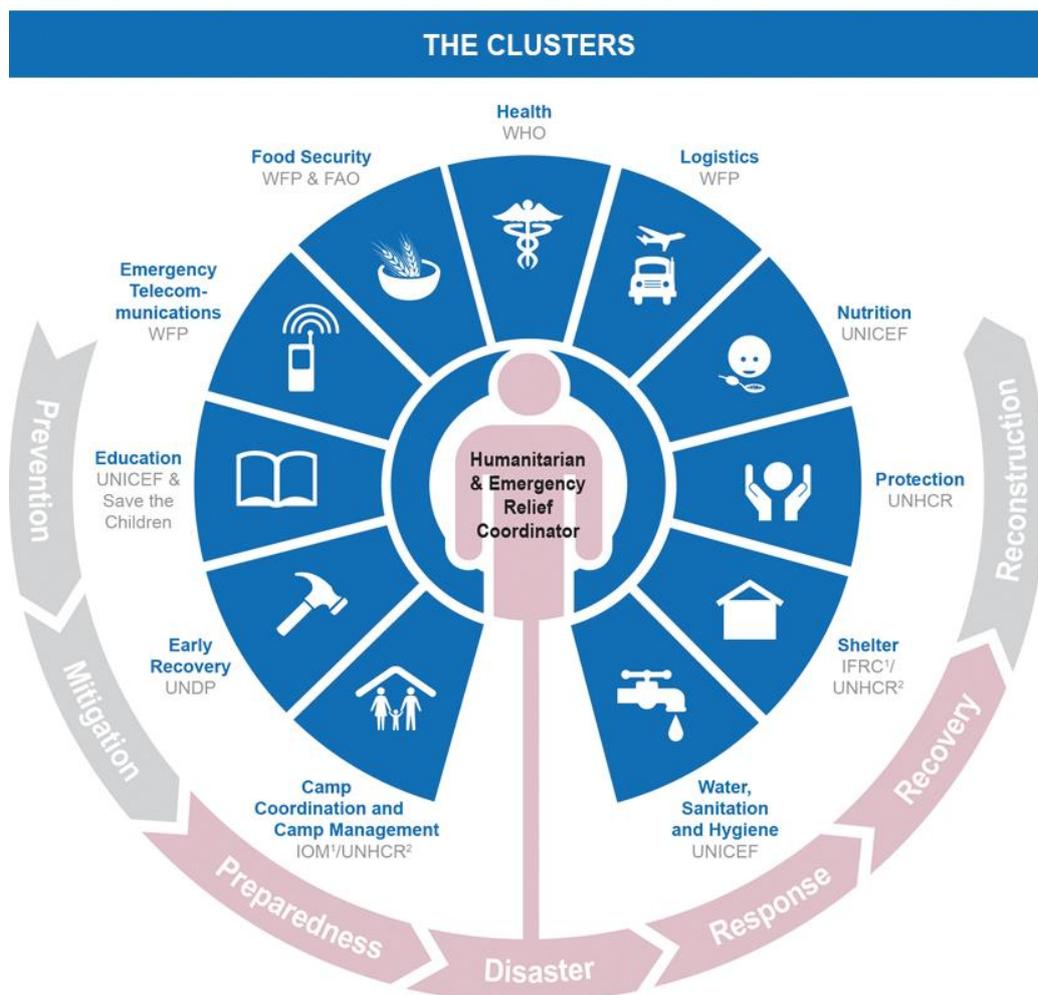 THE CLUSTERS
Health
WHO
Logistics
WFP
Nutrition
UNICEF
Protection
UNHCR
Shelter
IFRC¹/
UNHCR²
Water,
Sanitation
and Hygiene
UNICEF
Camp
Coordination and
Camp Management
IOM¹/UNHCR²
Early
Recovery
UNDP
Education
UNICEF &
Save the
Children
Emergency
Telecom-
munications
WFP
Food Security
WFP & FAO
Humanitarian
& Emergency
Relief
Coordinator
Prevention
Mitigation
Preparedness
Disaster
Response
Recovery
Reconstruction